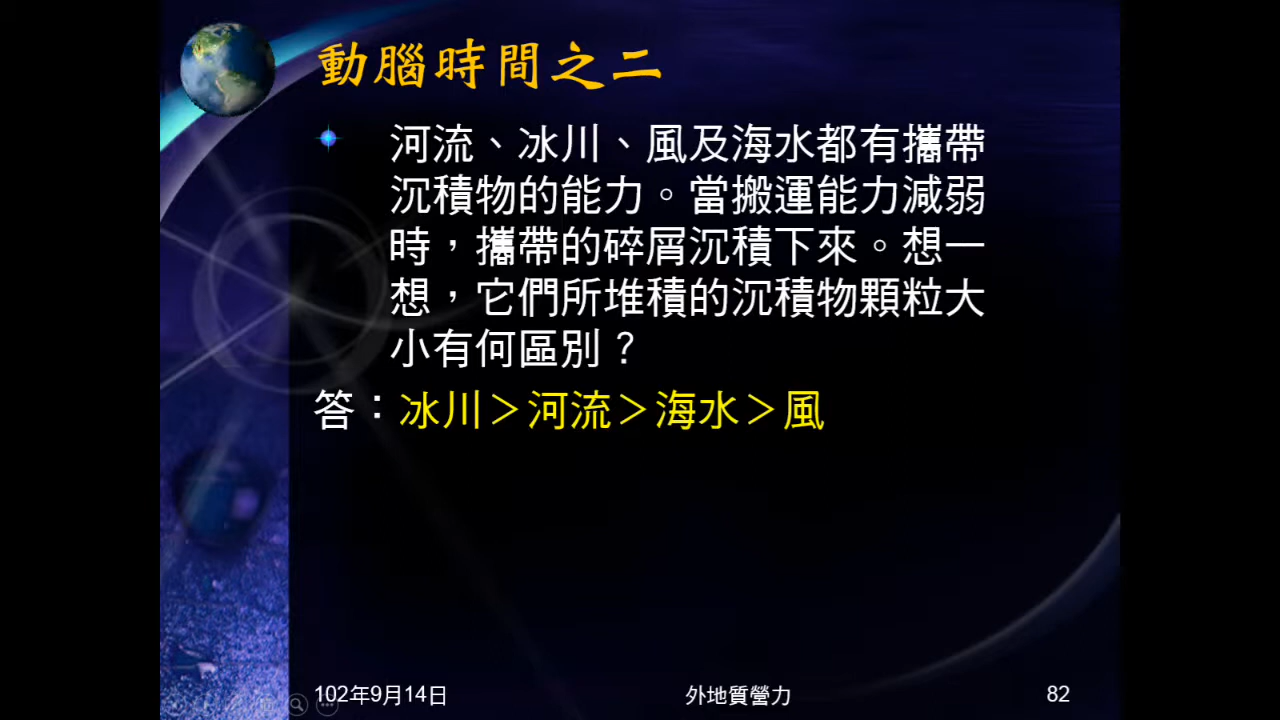 動腦時間之二
河流、冰川、風及海水都有攜帶
沉積物的能力。當搬運能力減弱
時，攜帶的碎屑沉積下來。想一
想，它們所堆積的沉積物顆粒大
小有何區別？
答：冰川＞河流＞海水＞風
102年9月14日
外地質營力
82